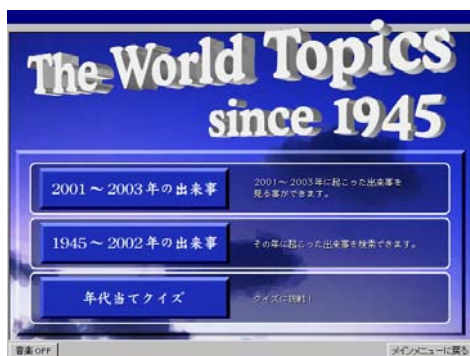 The World Topics
since 1945
2001～2003年の出来事
2001～2003年に起こった出来事を
見る事ができます。
1945～2002年の出来事
その年に起こった出来事を検索できます。
年代当てクイズ
クイズに挑戦！
音楽 OFF
メインメニューに戻る